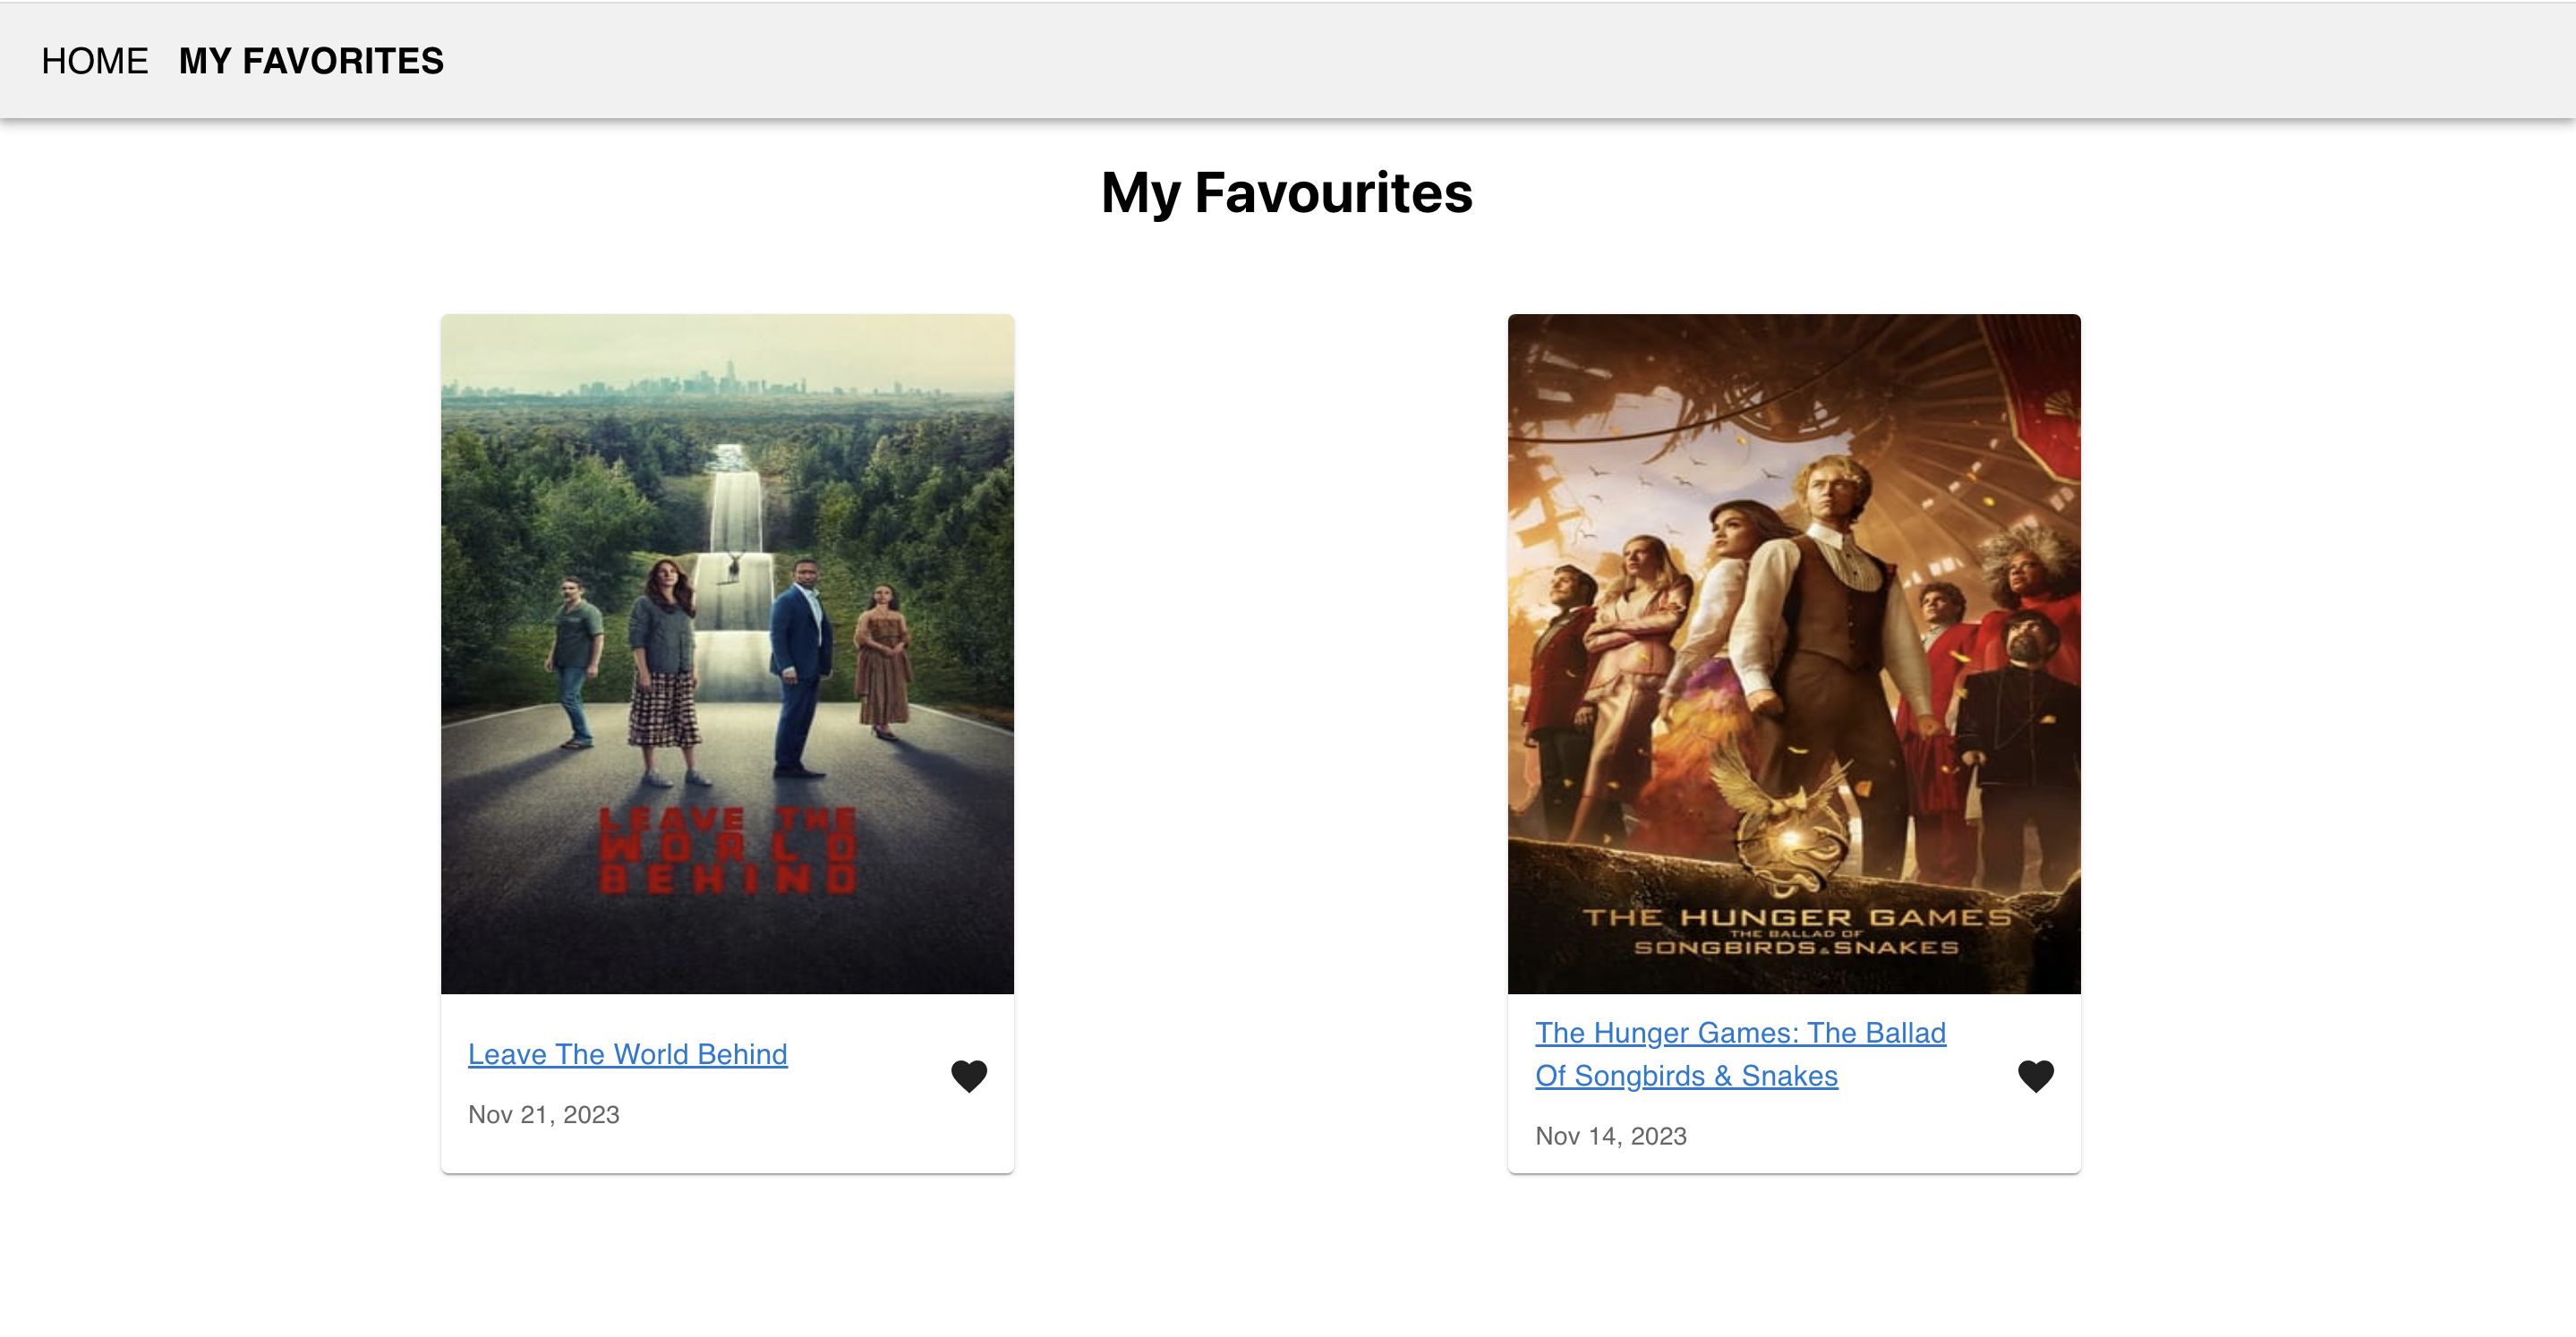 HOME MY FAVORITES
My Favourites
LEAVE THE
WORLD
BEHIND
THE HUNGER GAMES
THE BALLAD OF
SONGBIRDS & SNAKES
Leave The World Behind
Nov 21, 2023
The Hunger Games: The Ballad
Of Songbirds & Snakes
Nov 14, 2023